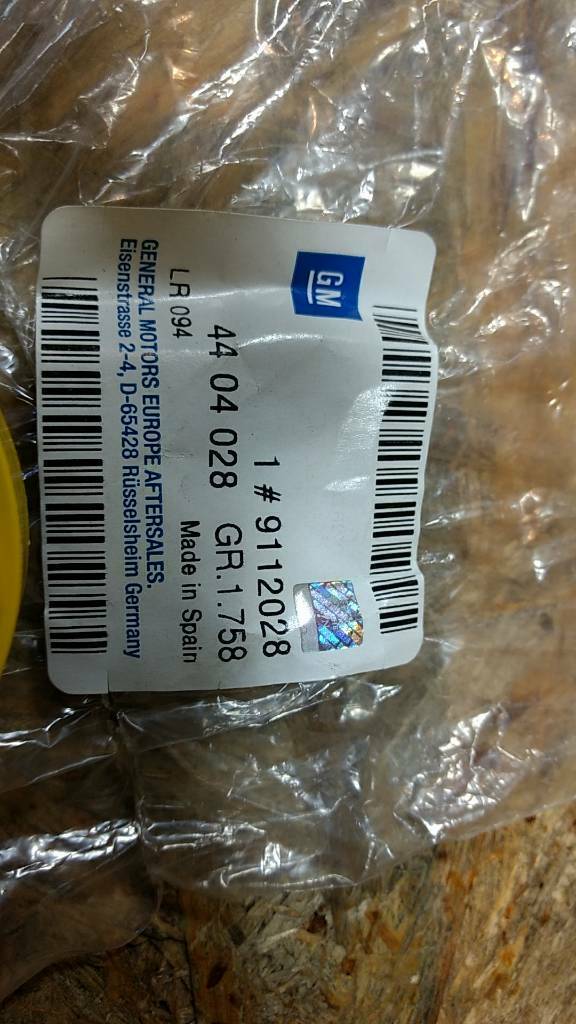 GM
1 # 9112028
44 04 028 GR.1.758
LR 094 Made in Spain
GENERAL MOTORS EUROPE AFTERSALES.
Eisenstrasse 2-4, D-65428 Rüsselsheim Germany